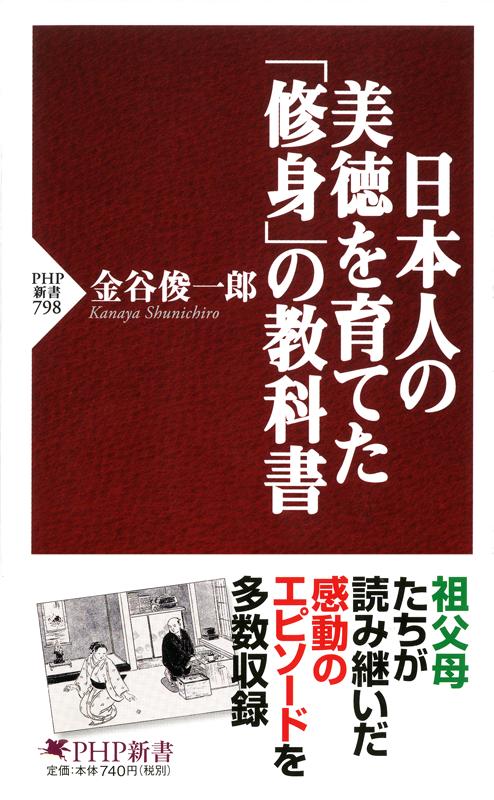 日本人の
美徳を育てた
「修身」の教科書
金谷俊一郎
Kanaya Shunichiro
PHP
新書
798
祖父母
たちが
読み継いだ
感動の
エピソードを
多数収録
PHP新書
定価:本体740円(税別)